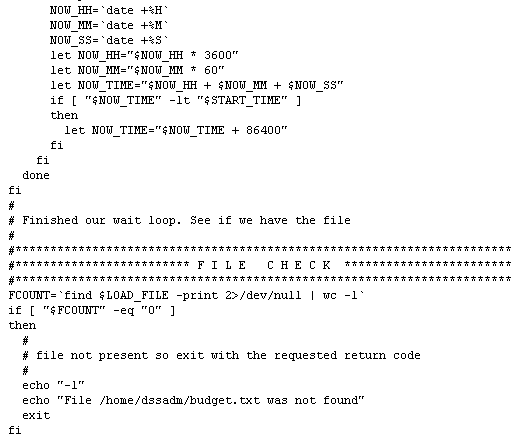 NOW_HH=`date +%H`
NOW_MM=`date +%M`
NOW_SS=`date +%S`
let NOW_HH="$NOW_HH * 3600"
let NOW_MM="$NOW_MM * 60"
let NOW_TIME="$NOW_HH + $NOW_MM + $NOW_SS"
if [ "$NOW_TIME" -lt "$START_TIME" ]
then
let NOW_TIME="$NOW_TIME + 86400"
fi
fi
done
fi
#
# Finished our wait loop. See if we have the file
#
#***********************************************************************
#************************* F I L E   C H E C K ************************
#***********************************************************************
FCOUNT=`find $LOAD_FILE -print 2>/dev/null | wc -l`
if [ "$FCOUNT" -eq "0" ]
then
#
# file not present so exit with the requested return code
#
echo "-1"
echo "File /home/dssadm/budget.txt was not found"
exit
fi